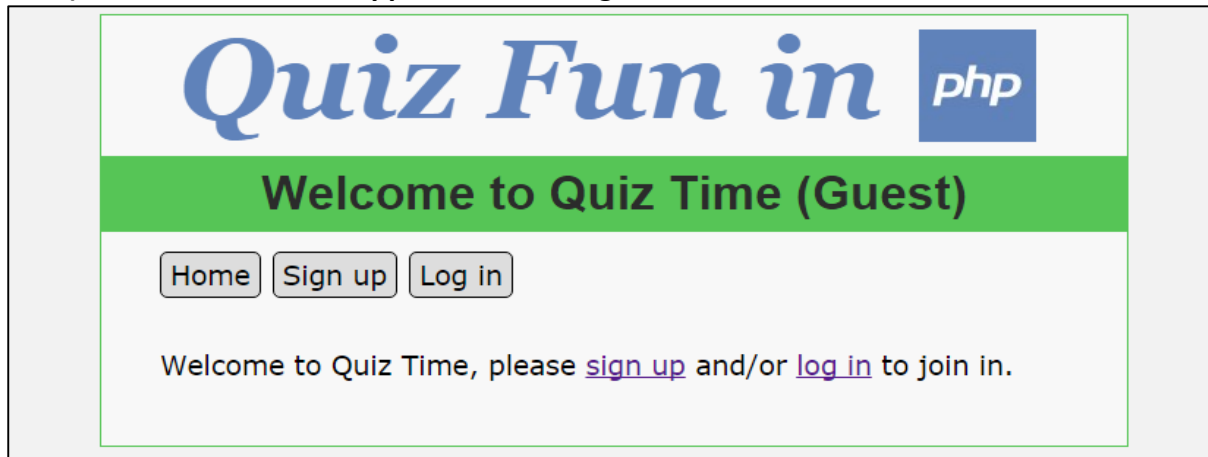 Quiz Fun in php
Welcome to Quiz Time (Guest)
Home Sign up Log in
Welcome to Quiz Time, please sign up and/or log in to join in.